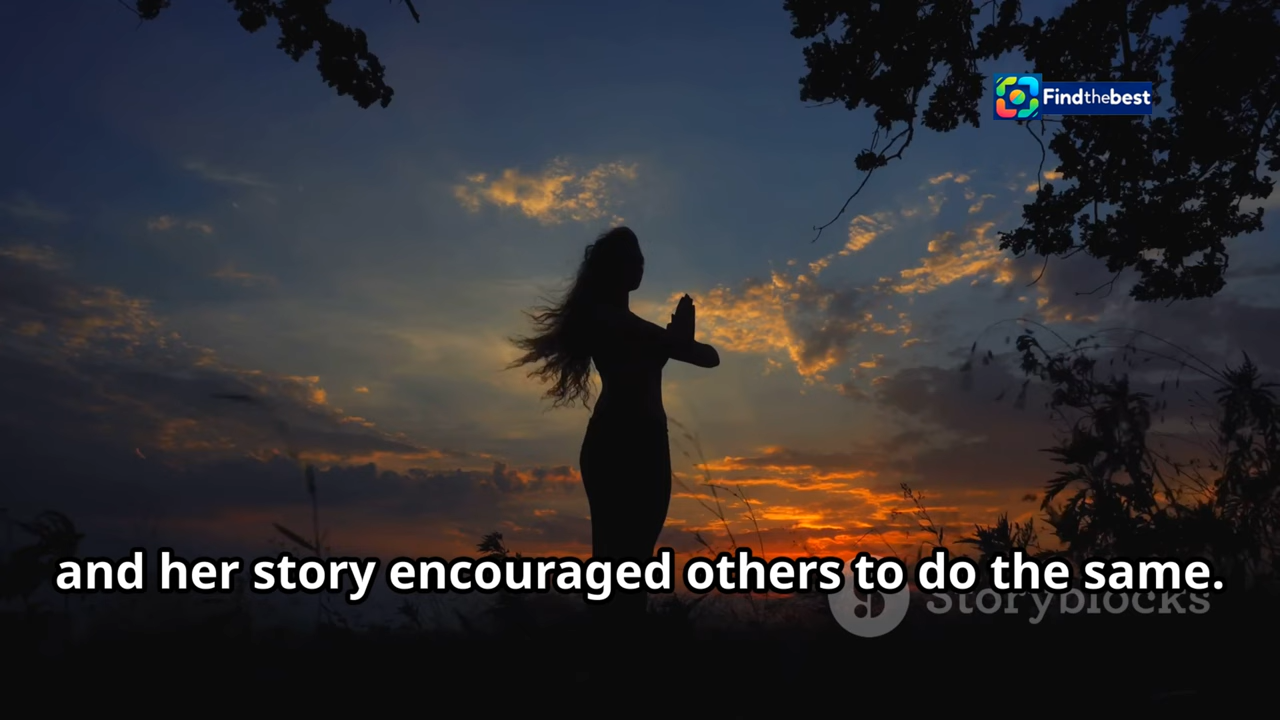 Findthebest
and her story encouraged others to do the same.
Storyblocks